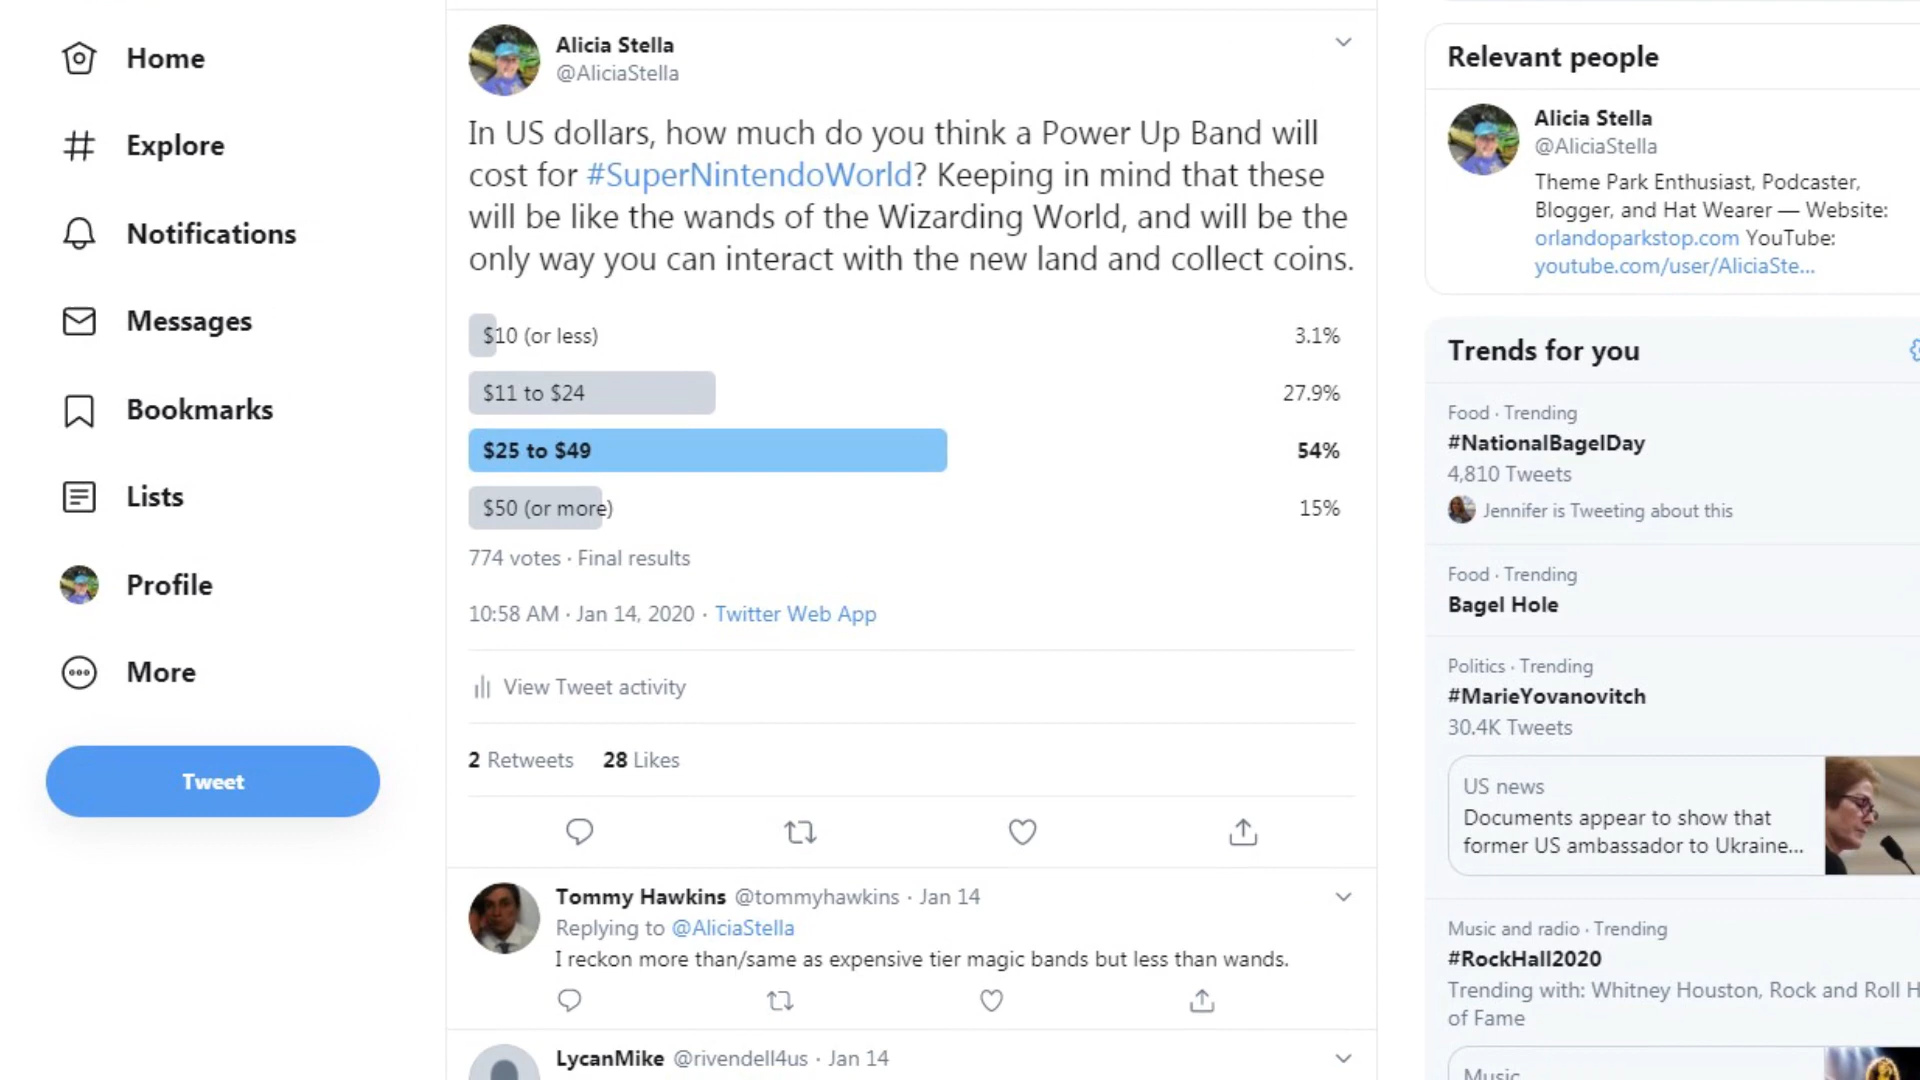 Home
Explore
Notifications
Messages
Bookmarks
Lists
Profile
More
Tweet
Alicia Stella
@AliciaStella
In US dollars, how much do you think a Power Up Band will
cost for #SuperNintendoWorld? Keeping in mind that these
will be like the wands of the Wizarding World, and will be the
only way you can interact with the new land and collect coins.
$10 (or less) 3.1%
$11 to $24 27.9%
$25 to $49 54%
$50 (or more) 15%
774 votes · Final results
10:58 AM · Jan 14, 2020 · Twitter Web App
View Tweet activity
2 Retweets 28 Likes
Tommy Hawkins @tommyhawkins · Jan 14
Replying to @AliciaStella
I reckon more than/same as expensive tier magic bands but less than wands.
LycanMike @rivendell4us · Jan 14
Relevant people
Alicia Stella
@AliciaStella
Theme Park Enthusiast, Podcaster,
Blogger, and Hat Wearer — Website:
orlandoparkstop.com YouTube:
youtube.com/user/AliciaSte...
Trends for you
Food · Trending
#NationalBagelDay
4,810 Tweets
Jennifer is Tweeting about this
Food · Trending
Bagel Hole
Politics · Trending
#MarieYovanovitch
30.4K Tweets
US news
Documents appear to show that
former US ambassador to Ukraine...
Music and radio · Trending
#RockHall2020
Trending with: Whitney Houston, Rock and Roll H
of Fame
Music